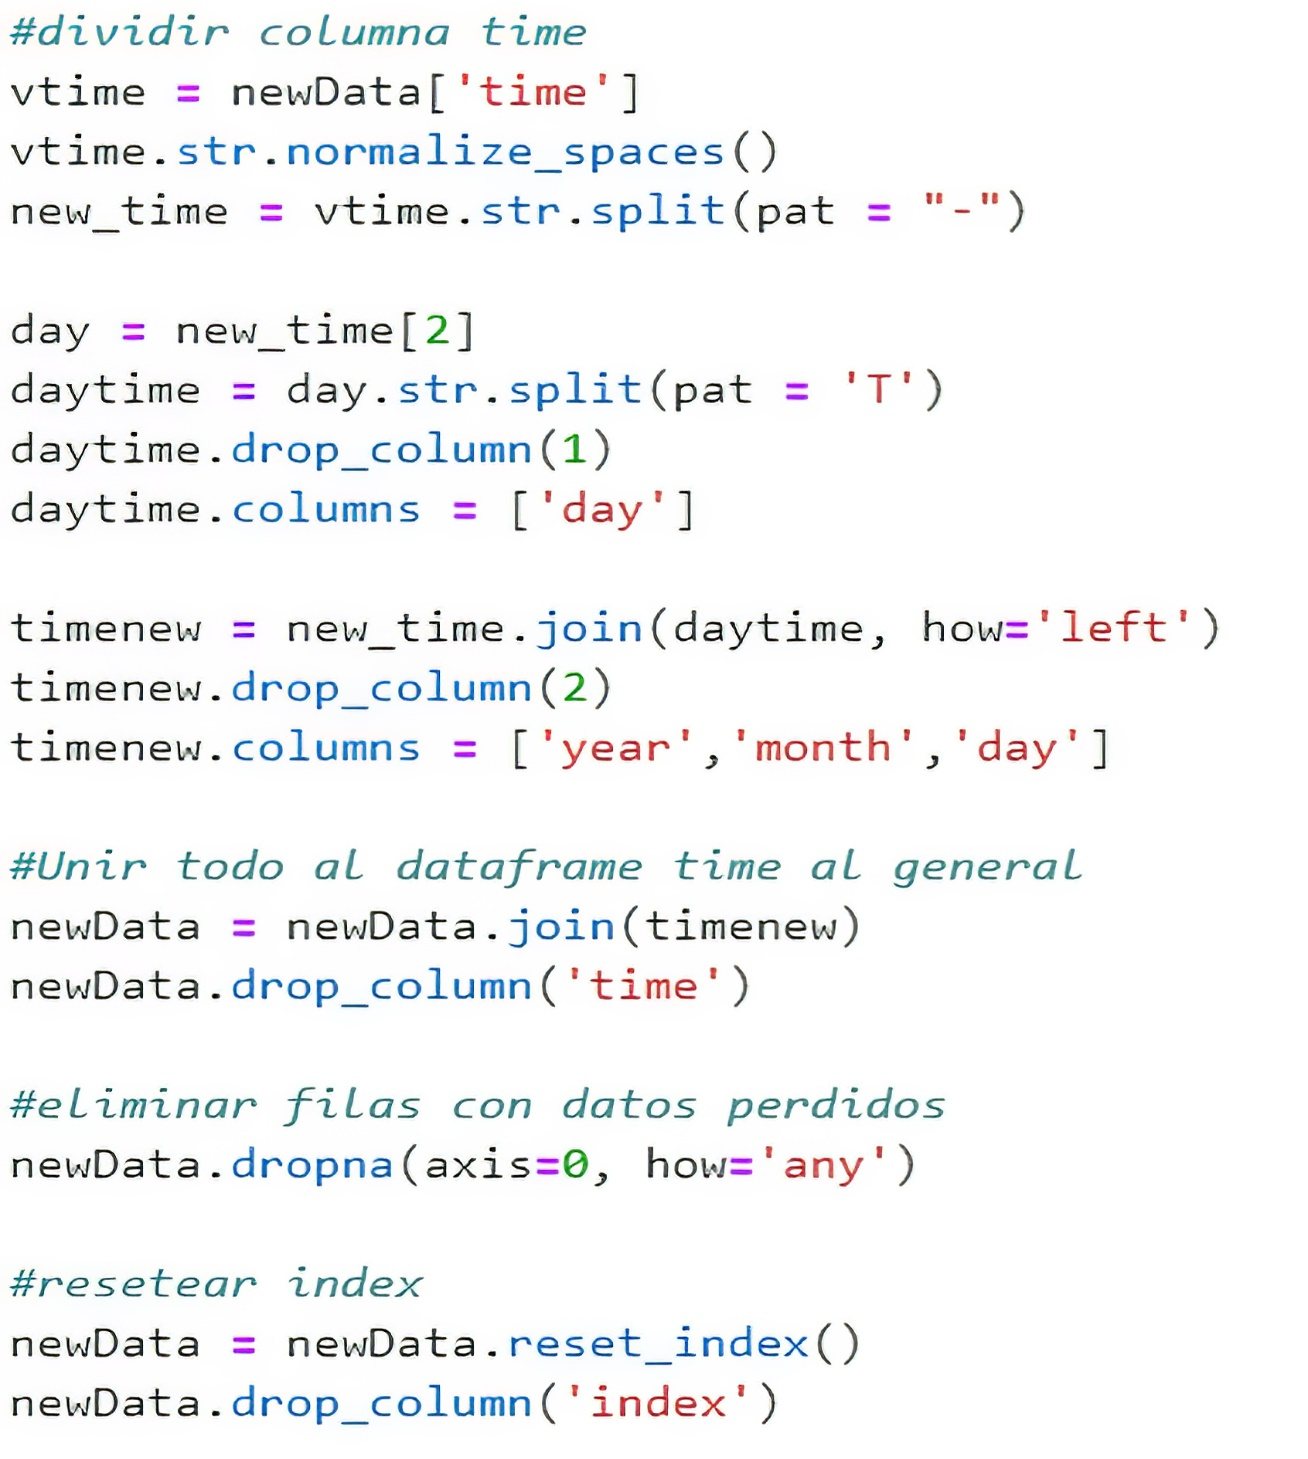 #dividir columna time
vtime = newData['time']
vtime.str.normalize_spaces()
new_time = vtime.str.split(pat = "-")
day = new_time[2]
daytime = day.str.split(pat = 'T')
daytime.drop_column(1)
daytime.columns = ['day']
timenew = new_time.join(daytime, how='left')
timenew.drop_column(2)
timenew.columns = ['year','month','day']
#Unir todo al dataframe time al general
newData = newData.join(timenew)
newData.drop_column('time')
#eliminar filas con datos perdidos
newData.dropna(axis=0, how='any')
#resetear index
newData = newData.reset_index()
newData.drop_column('index')